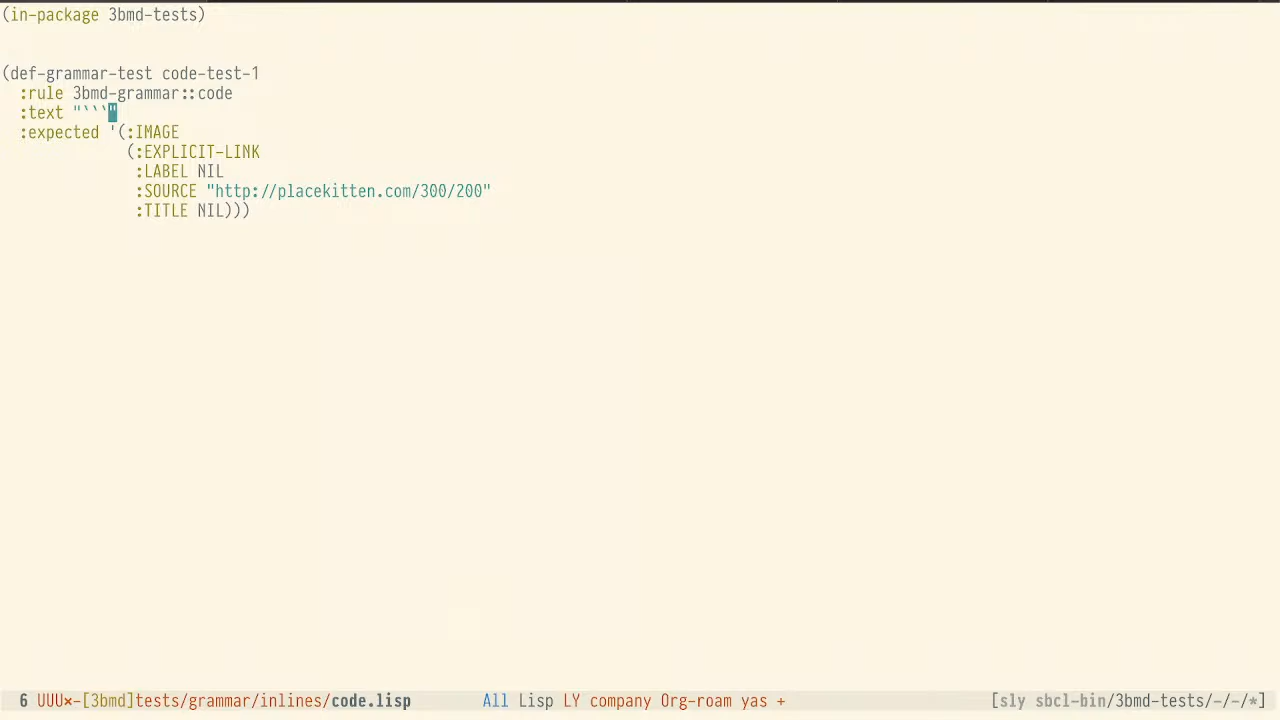 (in-package 3bmd-tests)
(def-grammar-test code-test-1
  :rule 3bmd-grammar::code
  :text "```"
  :expected '(:IMAGE
              (:EXPLICIT-LINK
               :LABEL NIL
               :SOURCE "http://placekitten.com/300/200"
               :TITLE NIL)))
6 UUU×-[3bmd]tests/grammar/inlines/code.lisp All Lisp LY company Org-roam yas + [sly sbcl-bin/3bmd-tests/-/-/*]